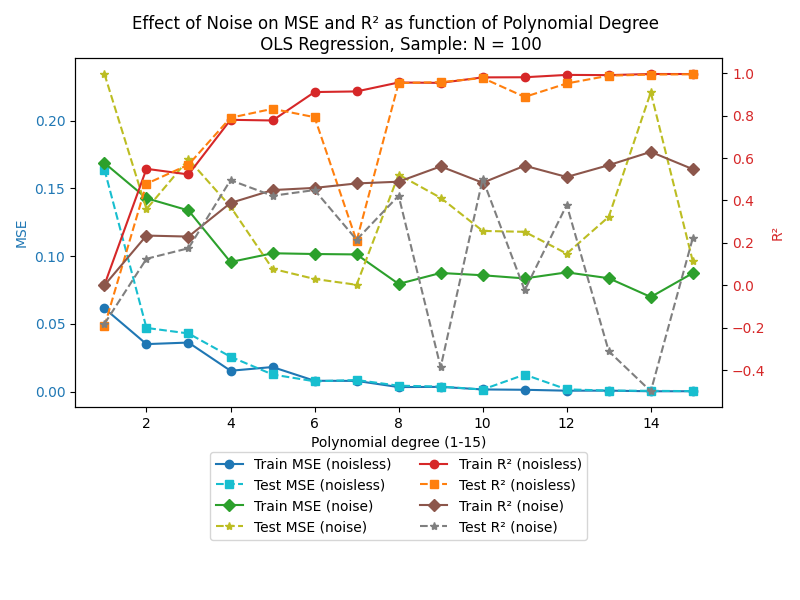 Effect of Noise on MSE and R² as function of Polynomial Degree
OLS Regression, Sample: N = 100
MSE
0.20
0.15
0.10
0.05
0.00
1.0
0.8
0.6
0.4
0.2
0.0
−0.2
−0.4
R²
2 4 6 8 10 12 14
Polynomial degree (1-15)
Train MSE (noisless)
Test MSE (noisless)
Train MSE (noise)
Test MSE (noise)
Train R² (noisless)
Test R² (noisless)
Train R² (noise)
Test R² (noise)